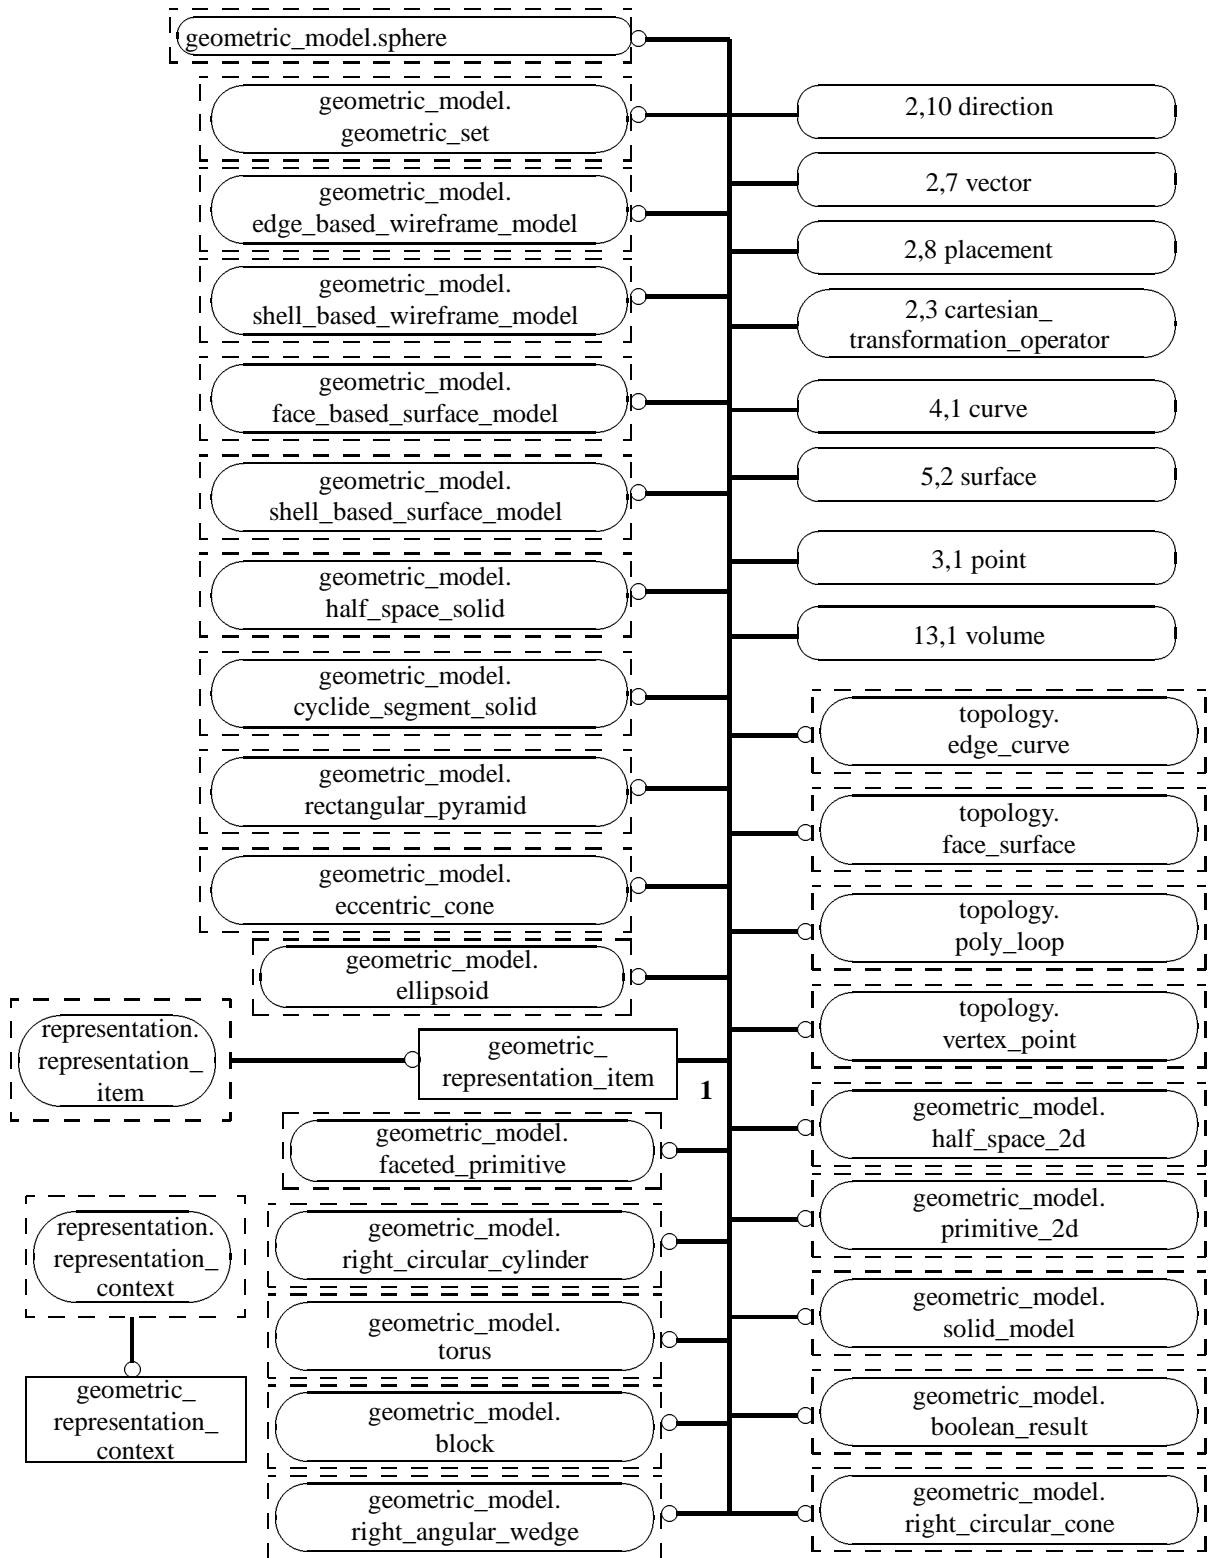 geometric_model.sphere
geometric_model.
geometric_set
geometric_model.
edge_based_wireframe_model
geometric_model.
shell_based_wireframe_model
geometric_model.
face_based_surface_model
geometric_model.
shell_based_surface_model
geometric_model.
half_space_solid
geometric_model.
cyclide_segment_solid
geometric_model.
rectangular_pyramid
geometric_model.
eccentric_cone
geometric_model.
ellipsoid
representation.
representation_
item
geometric_
representation_item
1
geometric_model.
faceted_primitive
representation.
representation_
context
geometric_
representation_
context
geometric_model.
right_circular_cylinder
geometric_model.
torus
geometric_model.
block
geometric_model.
right_angular_wedge
2,10 direction
2,7 vector
2,8 placement
2,3 cartesian_
transformation_operator
4,1 curve
5,2 surface
3,1 point
13,1 volume
topology.
edge_curve
topology.
face_surface
topology.
poly_loop
topology.
vertex_point
geometric_model.
half_space_2d
geometric_model.
primitive_2d
geometric_model.
solid_model
geometric_model.
boolean_result
geometric_model.
right_circular_cone